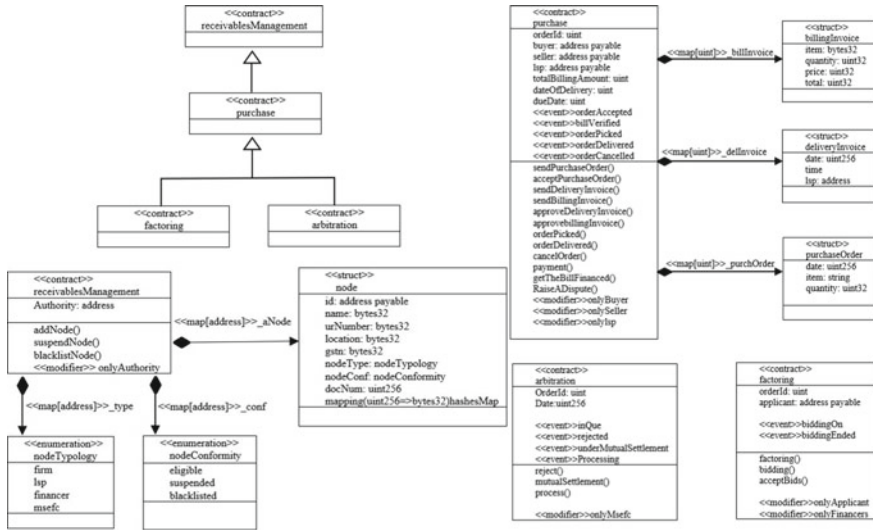 <<contract>>
receivablesManagement
<<contract>>
purchase
<<contract>>
factoring
<<contract>>
arbitration
<<contract>>
receivablesManagement
Authority: address
addNode()
suspendNode()
blacklistNode()
<<modifier>> onlyAuthority
<<map[address]>>_aNode
<<map[address]>>_type
<<map[address]>>_conf
<<enumeration>>
nodeTypology
firm
lsp
financer
msefc
<<enumeration>>
nodeConformity
eligible
suspended
blacklisted
<<struct>>
node
id: address payable
name: bytes32
urNumber: bytes32
location: bytes32
gstn: bytes32
nodeType: nodeTypology
nodeConf: nodeConformity
docNum: uint256
mapping(uint256=>bytes32)hashesMap
<<contract>>
purchase
orderId: uint
buyer: address payable
seller: address payable
lsp: address payable
totalBillingAmount: uint
dateOfDelivery: uint
dueDate: uint
<<event>>orderAccepted
<<event>>billVerified
<<event>>orderPicked
<<event>>orderDelivered
<<event>>orderCancelled
sendPurchaseOrder()
acceptPurchaseOrder()
sendDeliveryInvoice()
sendBillingInvoice()
approveDeliveryInvoice()
approvebillingInvoice()
orderPicked()
orderDelivered()
cancelOrder()
payment()
getTheBillFinanced()
RaiseADispute()
<<modifier>>onlyBuyer
<<modifier>>onlySeller
<<modifier>>onlylsp
<<map[uint]>>_billInvoice
<<map[uint]>>_delInvoice
<<map[uint]>>_purchOrder
<<struct>>
billingInvoice
item: bytes32
quantity: uint32
price: uint32
total: uint32
<<struct>>
deliveryInvoice
date: uint256
time
lsp: address
<<struct>>
purchaseOrder
date: uint256
item: string
quantity: uint32
<<contract>>
arbitration
OrderId: uint
Date:uint256
<<event>>inQue
<<event>>rejected
<<event>>underMutualSettlement
<<event>>Processing
reject()
mutualSettlement()
process()
<<modifier>>onlyMsefc
<<contract>>
factoring
orderId: uint
applicant: address payable
<<event>>biddingOn
<<event>>biddingEnded
factoring()
bidding()
acceptBids()
<<modifier>>onlyApplicant
<<modifier>>onlyFinancers